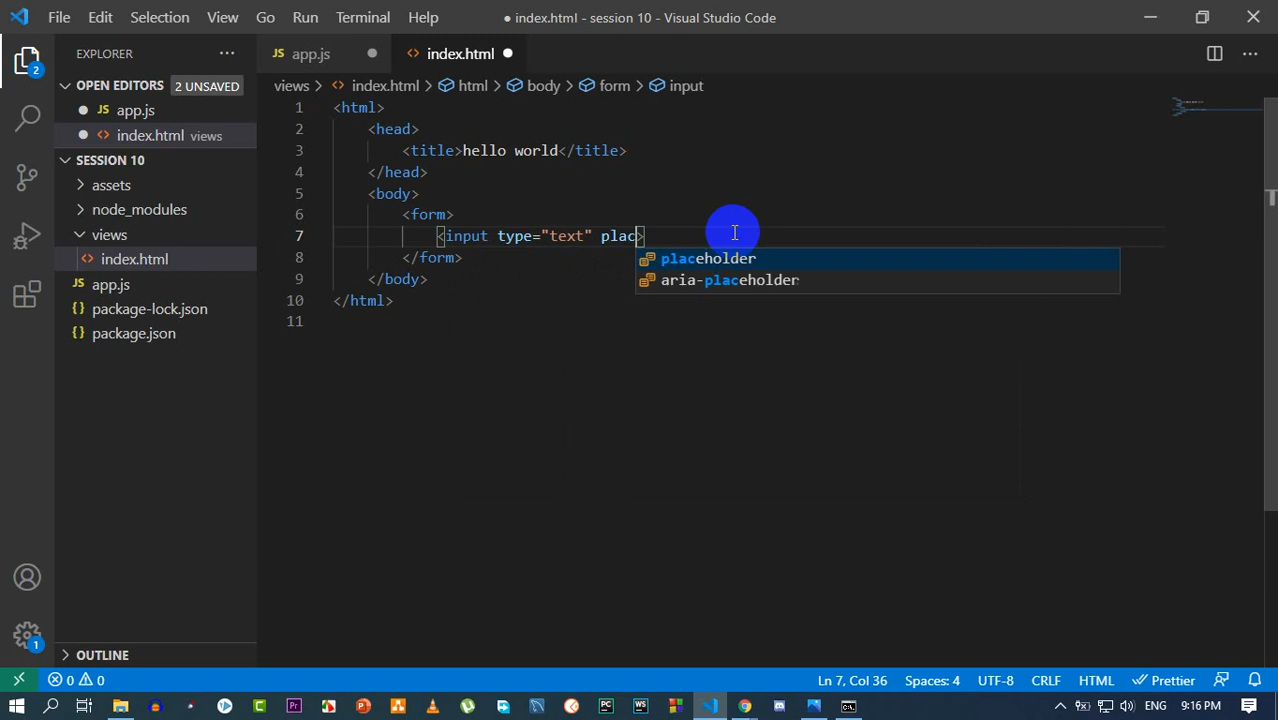 File Edit Selection View Go Run Terminal Help ● index.html - session 10 - Visual Studio Code
EXPLORER ··· JS app.js ● <> index.html ●
2 OPEN EDITORS 2 UNSAVED views > <> index.html > html > body > form > input
● JS app.js
● <> index.html views
SESSION 10
> assets
> node_modules
views
<> index.html
JS app.js
{} package-lock.json
{} package.json
1 <html>
2 <head>
3 <title>hello world</title>
4 </head>
5 <body>
6 <form>
7 <input type="text" plac>
8 </form>
9 </body>
10 </html>
11
placeholder
aria-placeholder
1
> OUTLINE
0 0 Ln 7, Col 36 Spaces: 4 UTF-8 CRLF HTML Prettier
ENG 9:16 PM